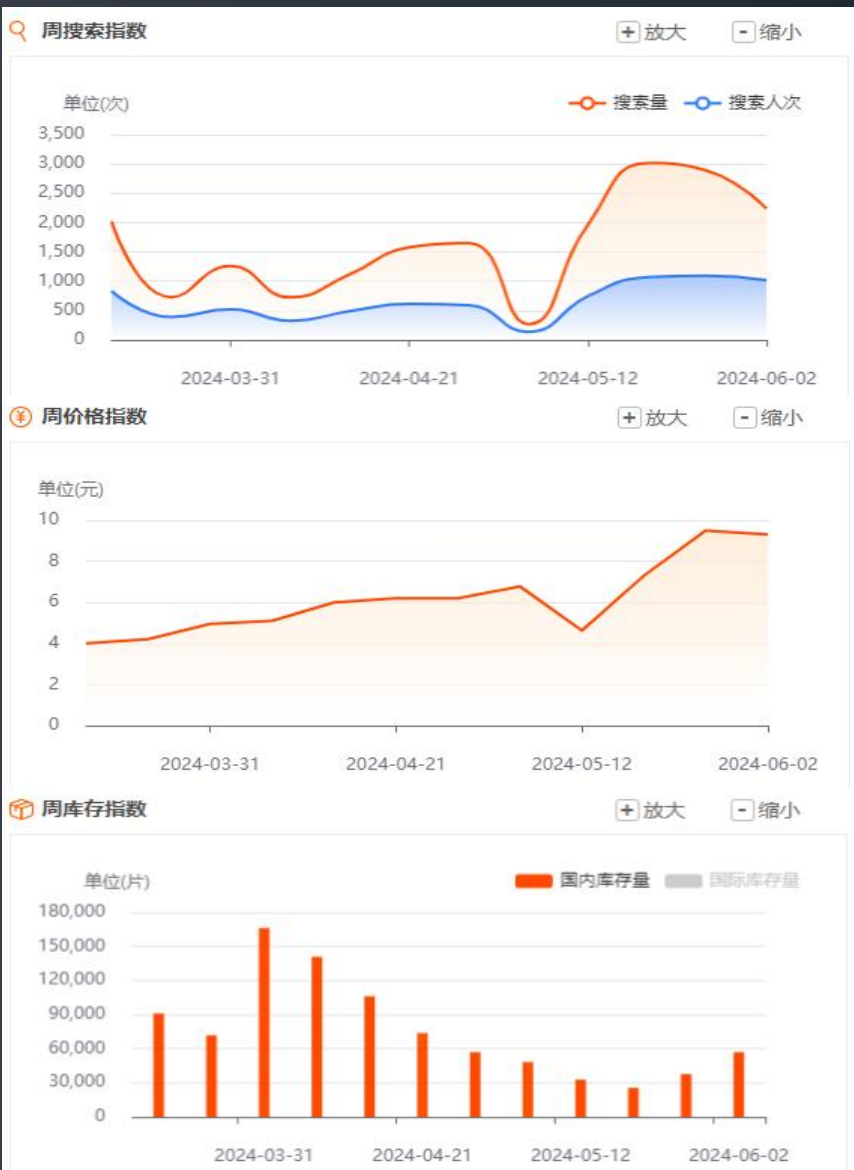 周搜索指数 + 放大 - 缩小
单位(次) 搜索量 搜索人次
3,500
3,000
2,500
2,000
1,500
1,000
500
0
2024-03-31 2024-04-21 2024-05-12 2024-06-02
¥ 周价格指数 + 放大 - 缩小
单位(元)
10
8
6
4
2
0
2024-03-31 2024-04-21 2024-05-12 2024-06-02
周库存指数 + 放大 - 缩小
单位(片) 国内库存量 国际库存量
180,000
150,000
120,000
90,000
60,000
30,000
0
2024-03-31 2024-04-21 2024-05-12 2024-06-02